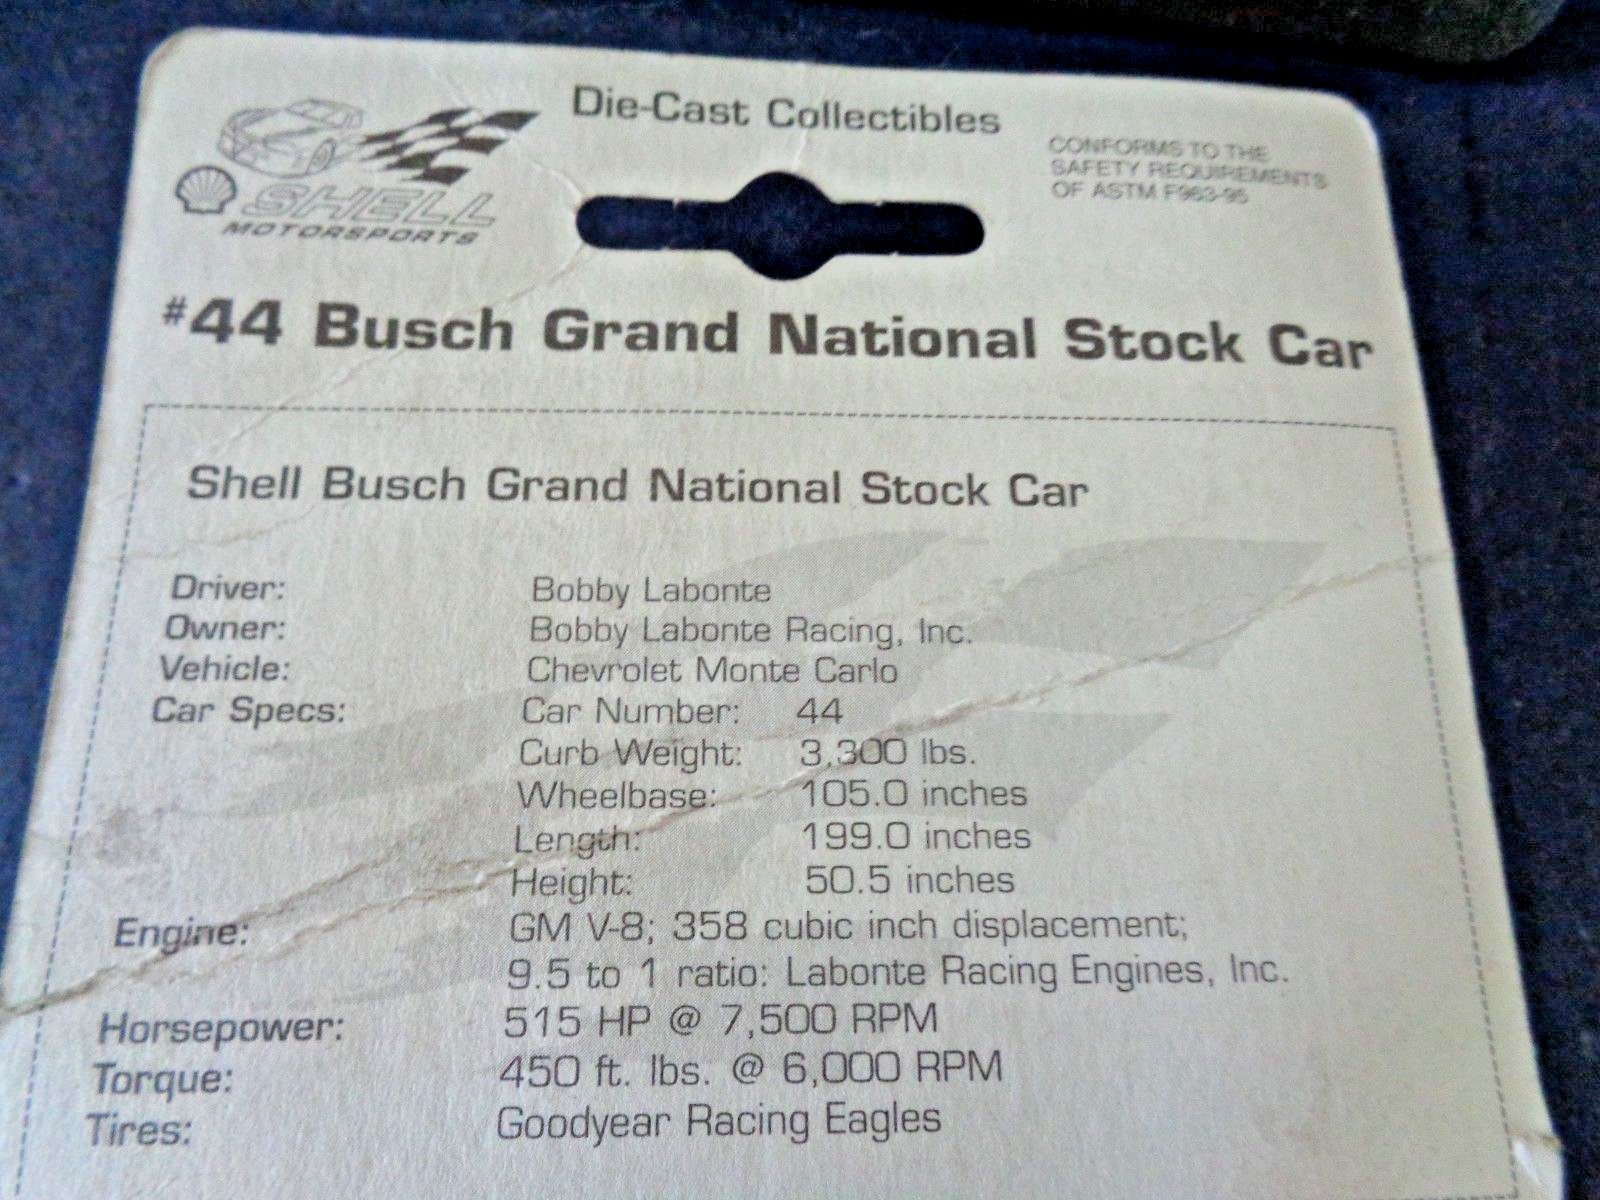 Die-Cast Collectibles
CONFORMS TO THE
SAFETY REQUIREMENTS
OF ASTM F963-95
SHELL
MOTORSPORTS
#44 Busch Grand National Stock Car
Shell Busch Grand National Stock Car
Driver: Bobby Labonte
Owner: Bobby Labonte Racing, Inc.
Vehicle: Chevrolet Monte Carlo
Car Specs: Car Number: 44
Curb Weight: 3,300 lbs.
Wheelbase: 105.0 inches
Length: 199.0 inches
Height: 50.5 inches
Engine: GM V-8; 358 cubic inch displacement;
9.5 to 1 ratio: Labonte Racing Engines, Inc.
Horsepower: 515 HP @ 7,500 RPM
Torque: 450 ft. lbs. @ 6,000 RPM
Tires: Goodyear Racing Eagles